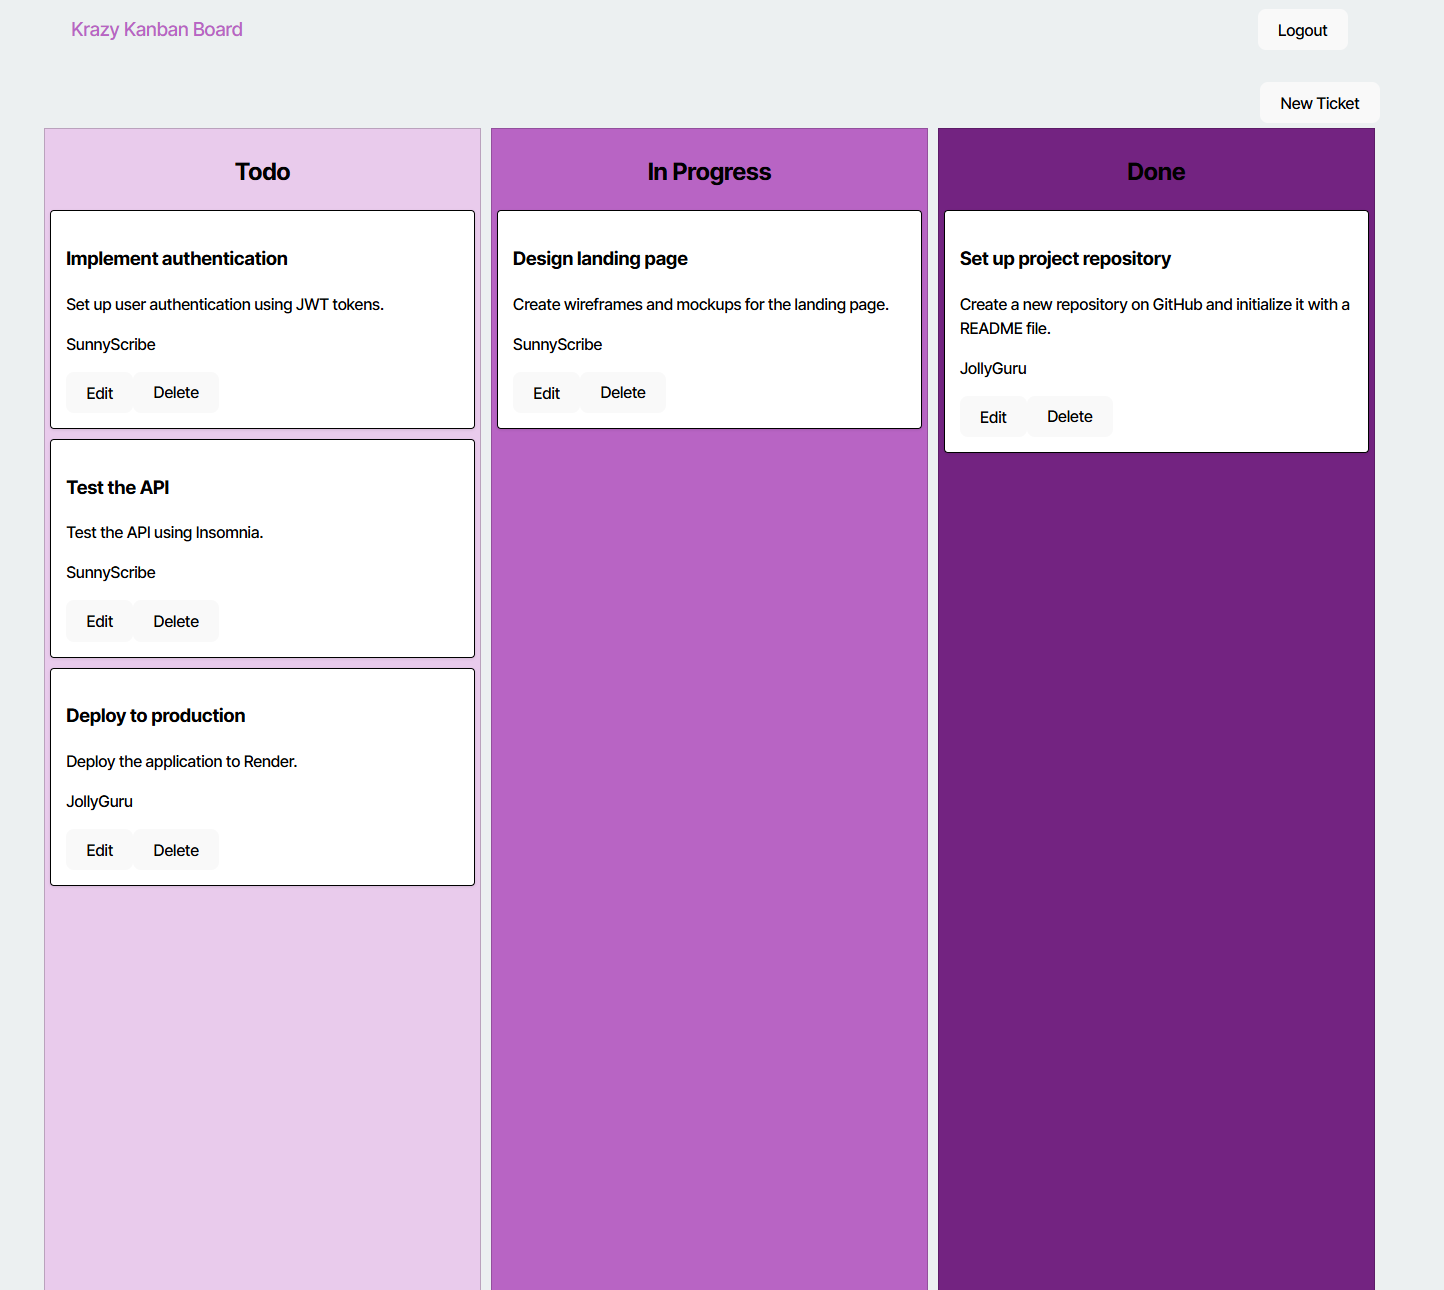 Krazy Kanban Board
Logout
New Ticket
Todo
Implement authentication
Set up user authentication using JWT tokens.
SunnyScribe
Edit Delete
Test the API
Test the API using Insomnia.
SunnyScribe
Edit Delete
Deploy to production
Deploy the application to Render.
JollyGuru
Edit Delete
In Progress
Design landing page
Create wireframes and mockups for the landing page.
SunnyScribe
Edit Delete
Done
Set up project repository
Create a new repository on GitHub and initialize it with a
README file.
JollyGuru
Edit Delete